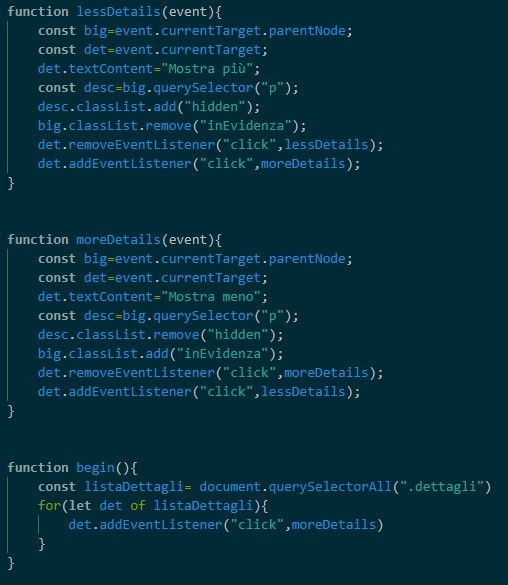 function lessDetails(event){
    const big=event.currentTarget.parentNode;
    const det=event.currentTarget;
    det.textContent="Mostra più";
    const desc=big.querySelector("p");
    desc.classList.add("hidden");
    big.classList.remove("inEvidenza");
    det.removeEventListener("click",lessDetails);
    det.addEventListener("click",moreDetails);
}
function moreDetails(event){
    const big=event.currentTarget.parentNode;
    const det=event.currentTarget;
    det.textContent="Mostra meno";
    const desc=big.querySelector("p");
    desc.classList.remove("hidden");
    big.classList.add("inEvidenza");
    det.removeEventListener("click",moreDetails);
    det.addEventListener("click",lessDetails);
}
function begin(){
    const listaDettagli= document.querySelectorAll(".dettagli")
    for(let det of listaDettagli){
        det.addEventListener("click",moreDetails)
    }
}